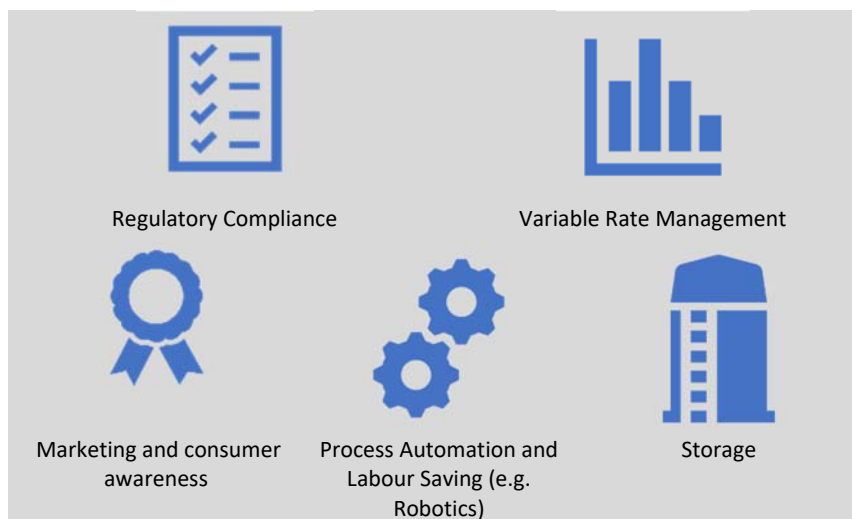 Regulatory Compliance
Variable Rate Management
Marketing and consumer
awareness
Process Automation and
Labour Saving (e.g.
Robotics)
Storage